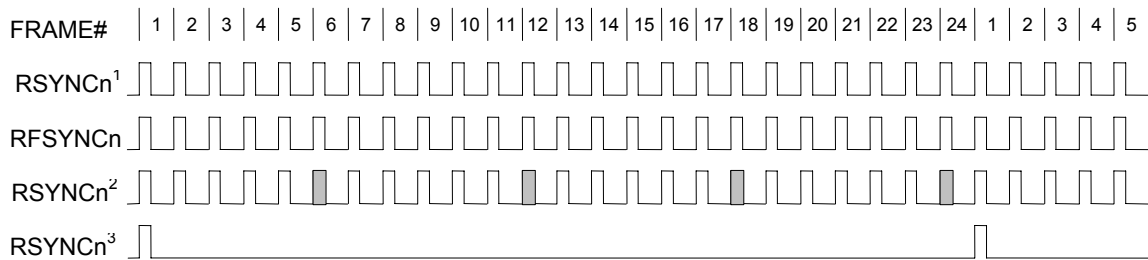 FRAME# 1 2 3 4 5 6 7 8 9 10 11 12 13 14 15 16 17 18 19 20 21 22 23 24 1 2 3 4 5
RSYNCn¹
RFSYNCn
RSYNCn²
RSYNCn³